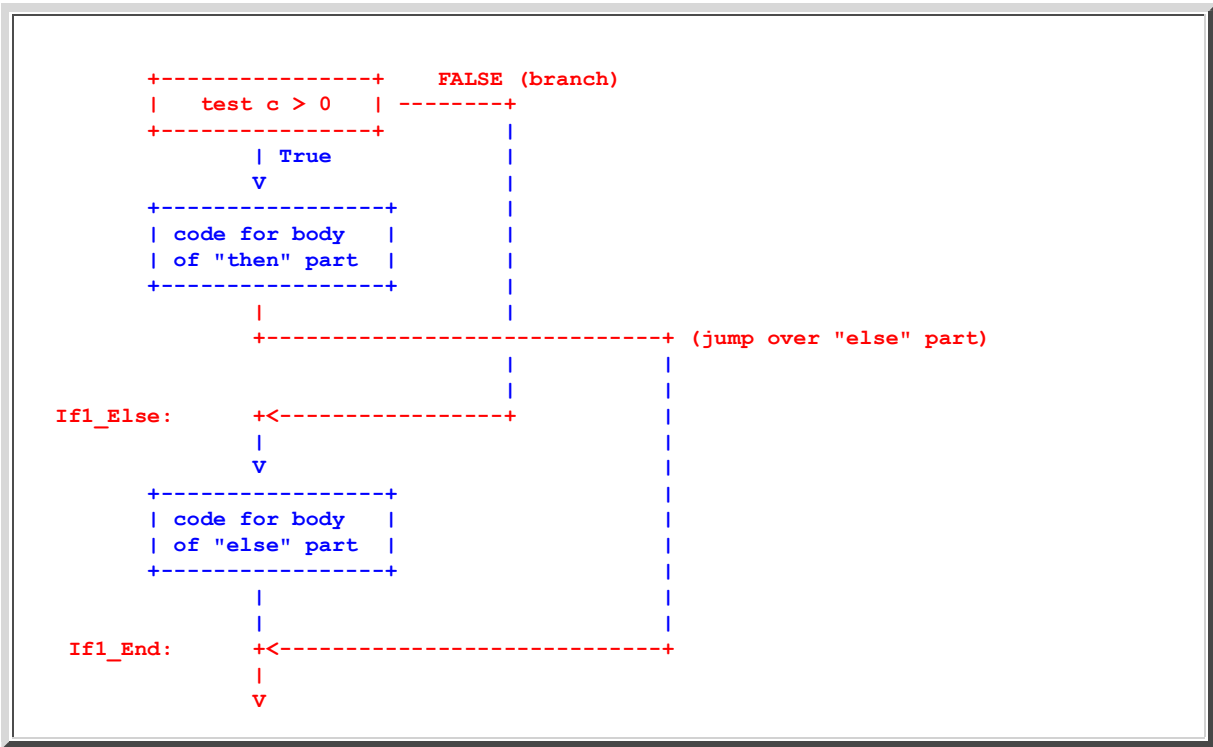 +----------------+    FALSE (branch)
|   test c > 0   | --------+
+----------------+         |
| True                  |
V                  |
+-----------------+        |
| code for body   |        |
| of "then" part  |        |
+-----------------+        |
|                  |
+------------------------------+ (jump over "else" part)
|           |
|           |
If1_Else:      +<-----------------+           |
|                              |
V                              |
+-----------------+                    |
| code for body   |                    |
| of "else" part  |                    |
+-----------------+                    |
|                              |
|                              |
If1_End:      +<-----------------------------+
|
V